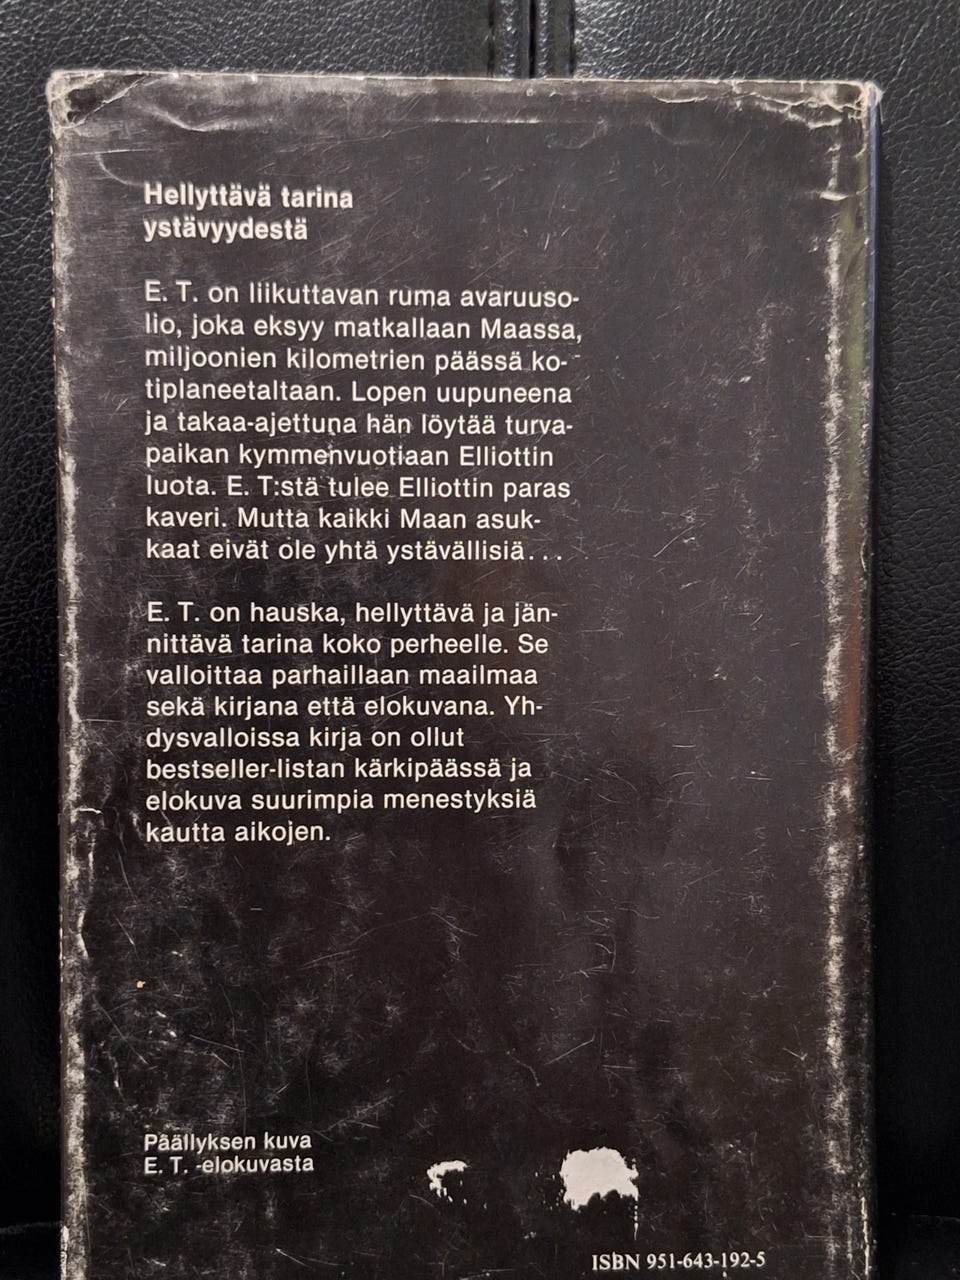 Hellyttävä tarina
ystävyydestä
E. T. on liikuttavan ruma avaruuso-
lio, joka eksyy matkallaan Maassa,
miljoonien kilometrien päässä ko-
tiplaneetaltaan. Lopen uupuneena
ja takaa-ajettuna hän löytää turva-
paikan kymmenvuotiaan Elliottin
luota. E. T:stä tulee Elliottin paras
kaveri. Mutta kaikki Maan asuk-
kaat eivät ole yhtä ystävällisiä...
E. T. on hauska, hellyttävä ja jän-
nittävä tarina koko perheelle. Se
valloittaa parhaillaan maailmaa
sekä kirjana että elokuvana. Yh-
dysvalloissa kirja on ollut
bestseller-listan kärkipäässä ja
elokuva suurimpia menestyksiä
kautta aikojen.
Päällyksen kuva
E. T. -elokuvasta
ISBN 951-643-192-5